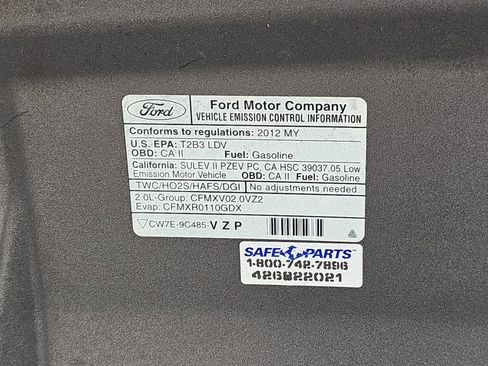 Ford
Ford Motor Company
VEHICLE EMISSION CONTROL INFORMATION
Conforms to regulations: 2012 MY
U.S. EPA: T2B3 LDV
OBD: CA II Fuel: Gasoline
California: SULEV II PZEV PC, CA HSC 39037.05 Low
Emission Motor Vehicle OBD: CA II Fuel: Gasoline
TWC/HO2S/HAFS/DGI No adjustments needed.
2.0L-Group: CFMXV02.0VZ2
Evap: CFMXR0110GDX
CW7E-9C485-VZP
SAFE PARTS
1-800-742-7896
426822021